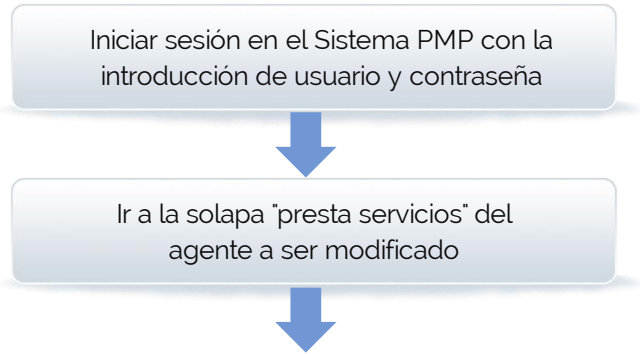 Iniciar sesión en el Sistema PMP con la
introducción de usuario y contraseña
Ir a la solapa "presta servicios" del
agente a ser modificado